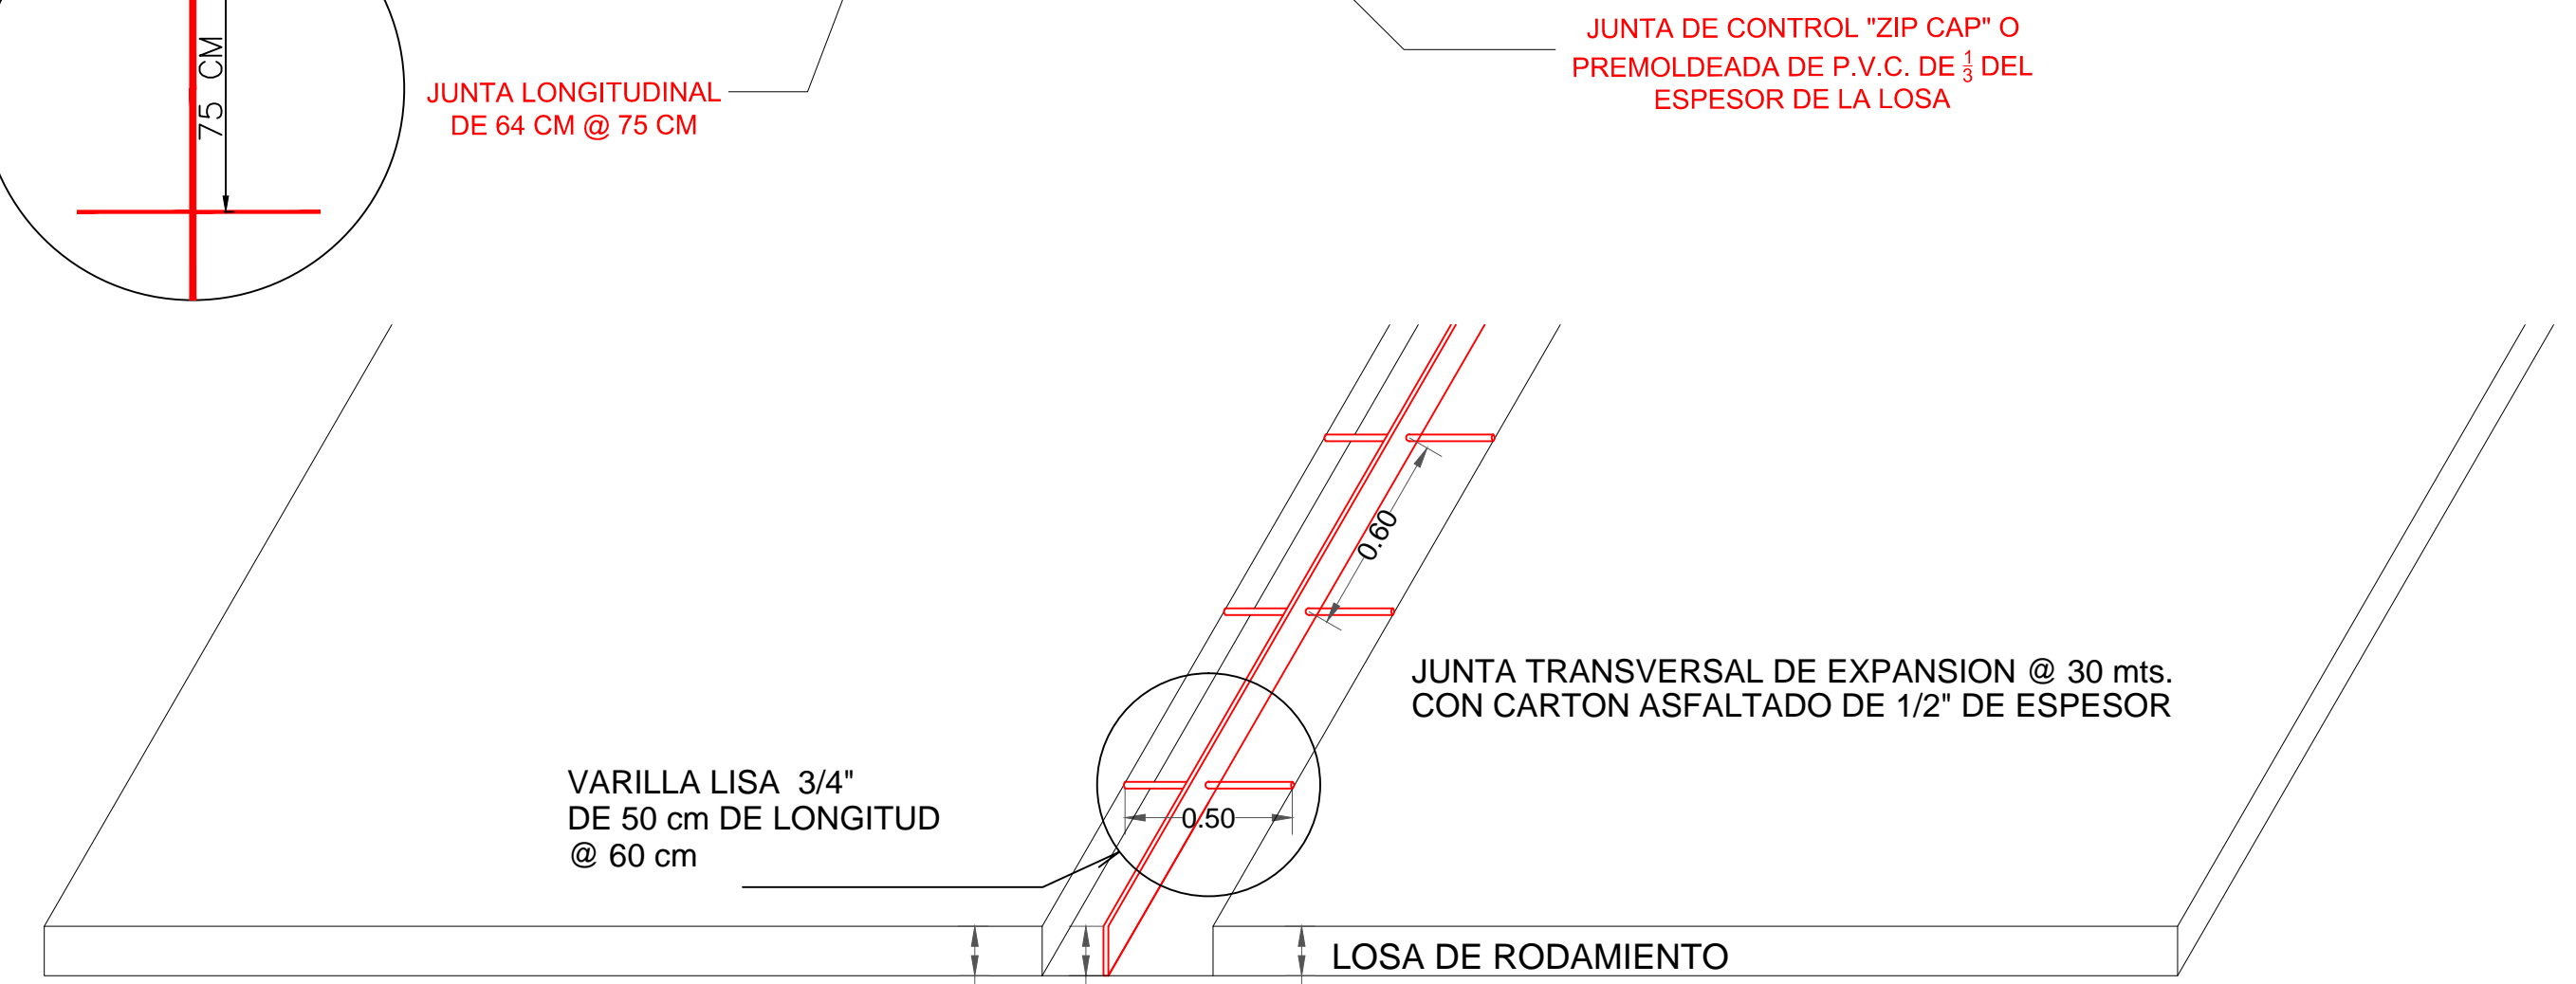 JUNTA DE CONTROL "ZIP CAP" O
PREMOLDEADA DE P.V.C. DE 1/3 DEL
ESPESOR DE LA LOSA
75 CM
JUNTA LONGITUDINAL
DE 64 CM @ 75 CM
0.60
JUNTA TRANSVERSAL DE EXPANSION @ 30 mts.
CON CARTON ASFALTADO DE 1/2" DE ESPESOR
VARILLA LISA 3/4"
DE 50 cm DE LONGITUD
@ 60 cm
0.50
LOSA DE RODAMIENTO